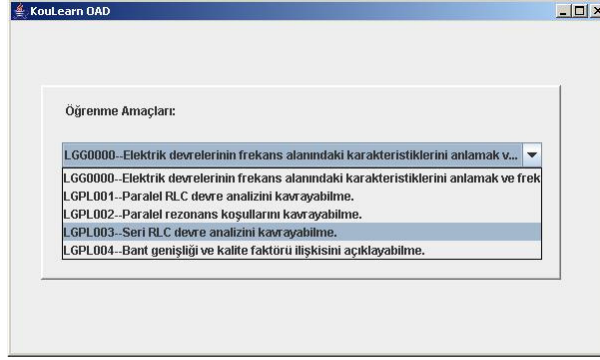 KouLearn OAD
Öğrenme Amaçları:
LGG0000--Elektrik devrelerinin frekans alanındaki karakteristiklerini anlamak v...
LGG0000--Elektrik devrelerinin frekans alanındaki karakteristiklerini anlamak ve frek
LGPL001--Paralel RLC devre analizini kavrayabilme.
LGPL002--Paralel rezonans koşullarını kavrayabilme.
LGPL003--Seri RLC devre analizini kavrayabilme.
LGPL004--Bant genişliği ve kalite faktörü ilişkisini açıklayabilme.